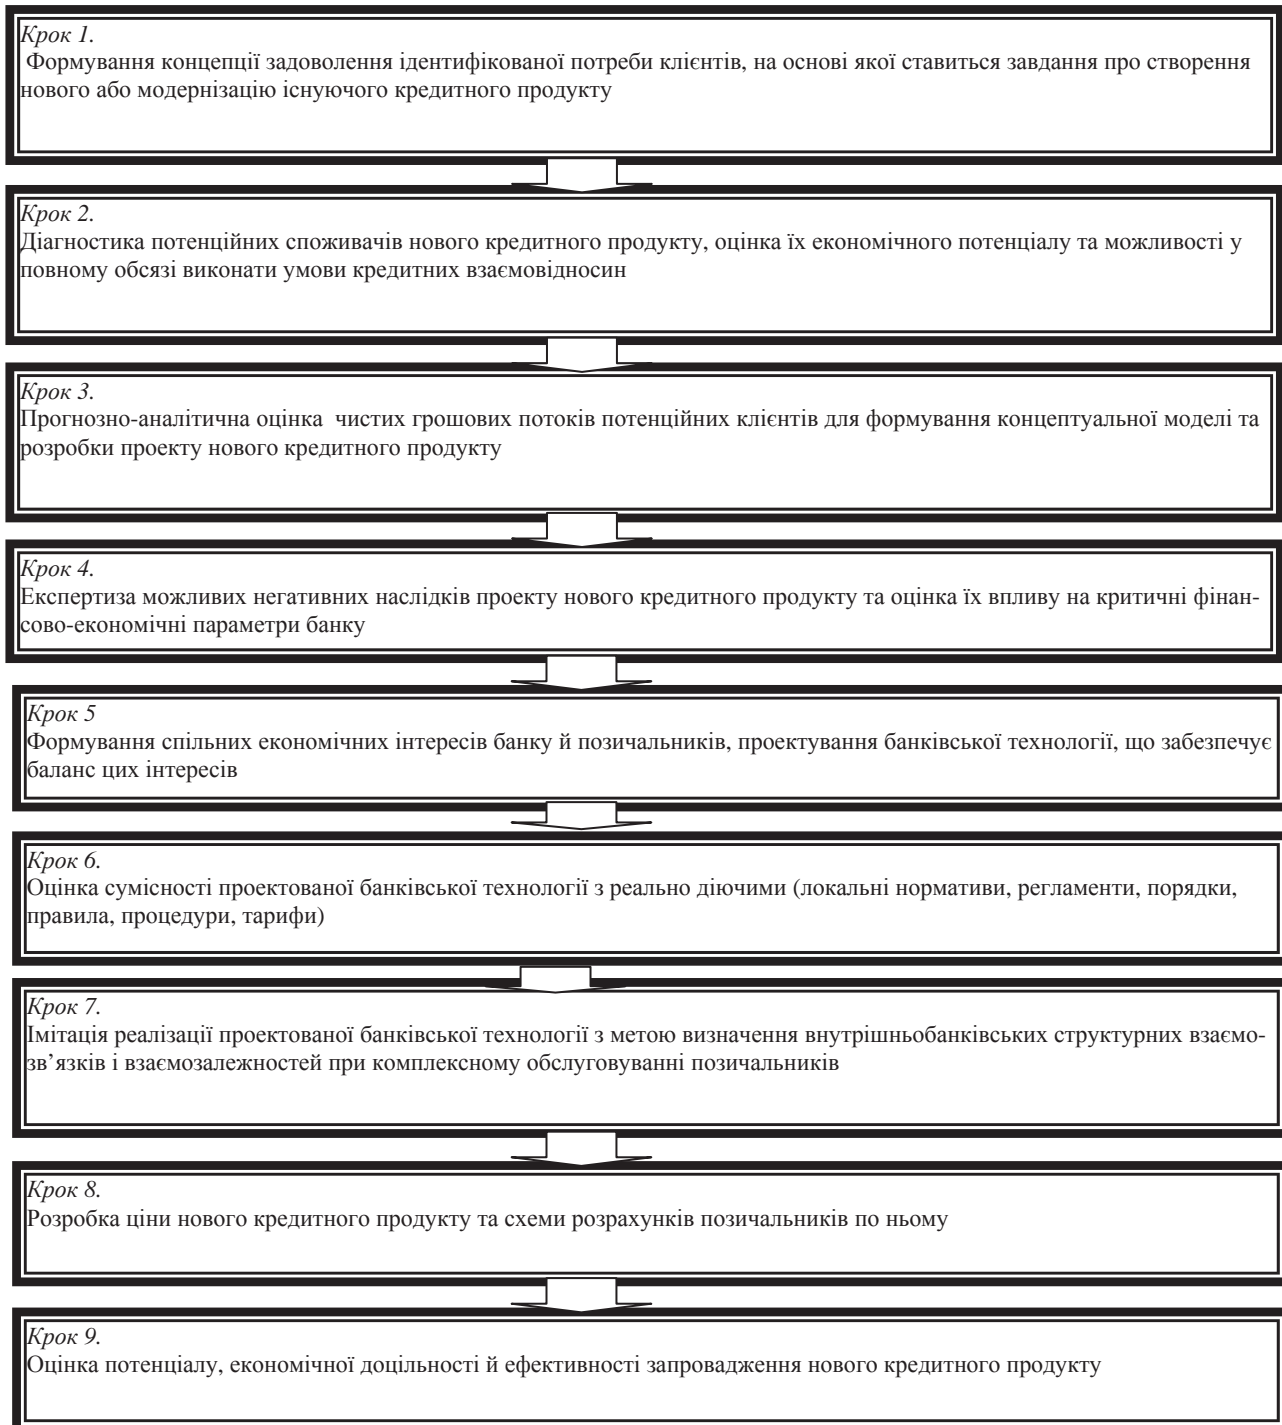 Крок 1.
Формування концепції задоволення ідентифікованої потреби клієнтів, на основі якої ставиться завдання про створення
нового або модернізацію існуючого кредитного продукту
Крок 2.
Діагностика потенційних споживачів нового кредитного продукту, оцінка їх економічного потенціалу та можливості у
повному обсязі виконати умови кредитних взаємовідносин
Крок 3.
Прогнозно-аналітична оцінка чистих грошових потоків потенційних клієнтів для формування концептуальної моделі та
розробки проекту нового кредитного продукту
Крок 4.
Експертиза можливих негативних наслідків проекту нового кредитного продукту та оцінка їх впливу на критичні фінан-
сово-економічні параметри банку
Крок 5
Формування спільних економічних інтересів банку й позичальників, проектування банківської технології, що забезпечує
баланс цих інтересів
Крок 6.
Оцінка сумісності проектованої банківської технології з реально діючими (локальні нормативи, регламенти, порядки,
правила, процедури, тарифи)
Крок 7.
Імітація реалізації проектованої банківської технології з метою визначення внутрішньобанківських структурних взаємо-
зв’язків і взаємозалежностей при комплексному обслуговуванні позичальників
Крок 8.
Розробка ціни нового кредитного продукту та схеми розрахунків позичальників по ньому
Крок 9.
Оцінка потенціалу, економічної доцільності й ефективності запровадження нового кредитного продукту